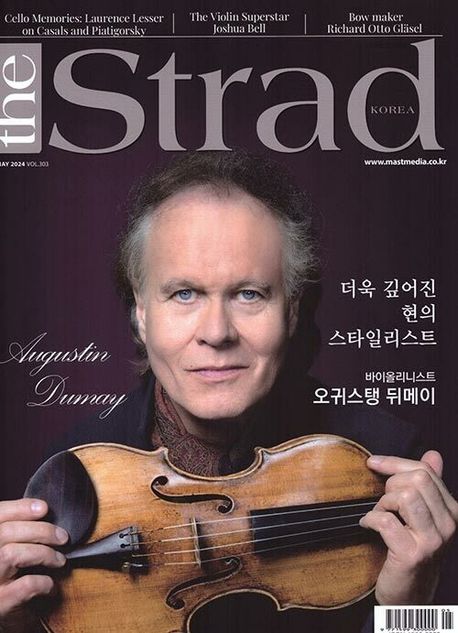 Cello Memories: Laurence Lesser
on Casals and Piatigorsky
The Violin Superstar
Joshua Bell
Bow maker
Richard Otto Gläsel
the Strad
KOREA
MAY 2024 VOL.303
www.mastmedia.co.kr
더욱 깊어진
현의
스타일리스트
Augustin
Dumay
바이올리니스트
오귀스탱 뒤메이
05